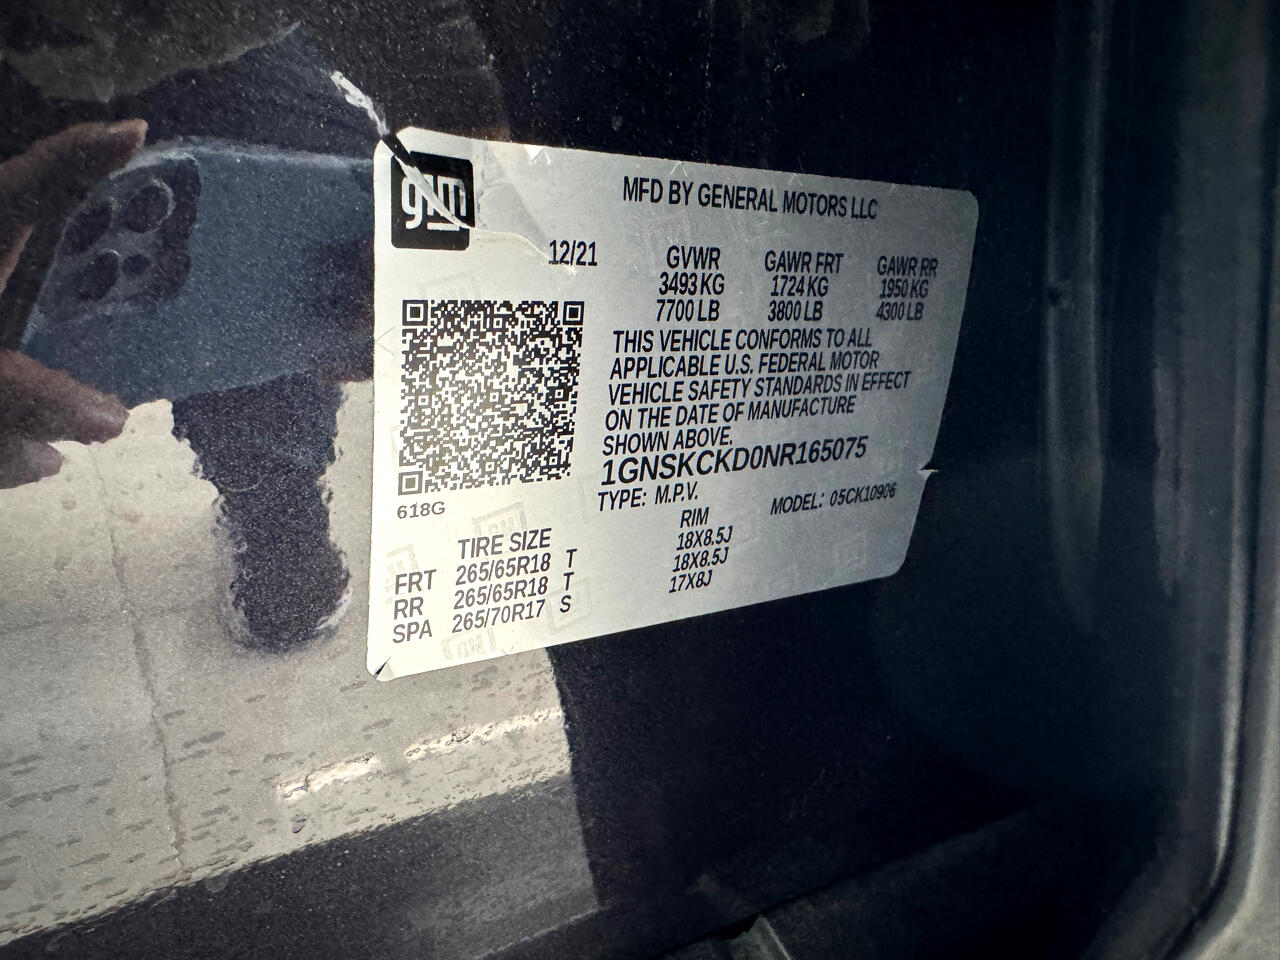 gm
MFD BY GENERAL MOTORS LLC
12/21 GVWR GAWR FRT GAWR RR
3493 KG 1724 KG 1950 KG
7700 LB 3800 LB 4300 LB
THIS VEHICLE CONFORMS TO ALL
APPLICABLE U.S. FEDERAL MOTOR
VEHICLE SAFETY STANDARDS IN EFFECT
ON THE DATE OF MANUFACTURE
SHOWN ABOVE.
1GNSKCKD0NR165075
TYPE: M.P.V. MODEL: 05CK10906
618G
TIRE SIZE RIM
FRT 265/65R18 T 18X8.5J
RR 265/65R18 T 18X8.5J
SPA 265/70R17 S 17X8J
GM
GM